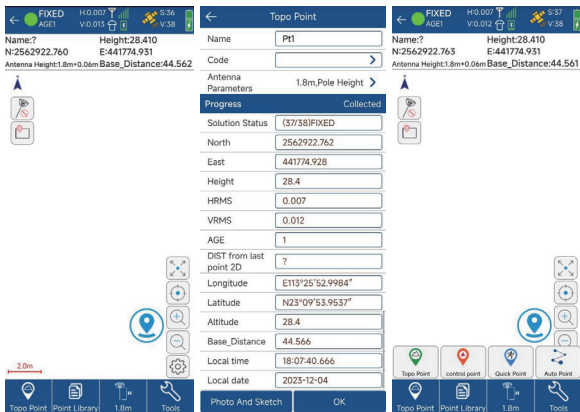 FIXED
AGE1
H:0.007
V:0.013
S:36
V:38
Name:?
Height:28.410
N:2562922.760
E:441774.931
Antenna Height:1.8m+0.06m
Base_Distance:44.562
2.0m
Topo Point
Point Library
1.8m
Tools
Topo Point
Name
Pt1
Code
Antenna
Parameters
1.8m,Pole Height
Progress
Collected
Solution Status
(37/38)FIXED
North
2562922.762
East
441774.928
Height
28.4
HRMS
0.007
VRMS
0.012
AGE
1
DIST from last
point 2D
?
Longitude
E113°25'52.9984"
Latitude
N23°09'53.9537"
Altitude
28.4
Base_Distance
44.566
Local time
18:07:40.666
Local date
2023-12-04
Photo And Sketch
OK
FIXED
AGE1
H:0.007
V:0.012
S:37
V:38
Name:?
Height:28.410
N:2562922.763
E:441774.931
Antenna Height:1.8m+0.06m
Base_Distance:44.561
Topo Point
control point
Quick Point
Auto Point
Topo Point
Point Library
1.8m
Tools